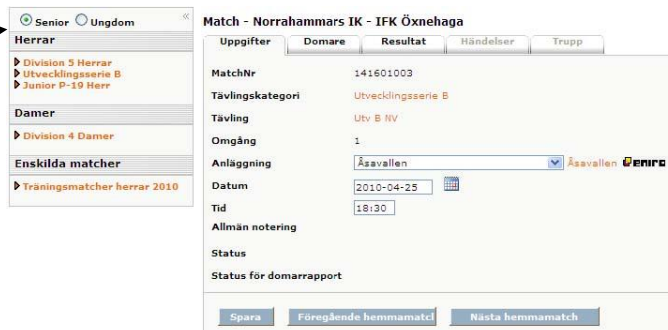 Senior Ungdom «
Herrar
Division 5 Herrar
Utvecklingsserie B
Junior P-19 Herr
Damer
Division 4 Damer
Enskilda matcher
Träningsmatcher herrar 2010
Match - Norrahammars IK - IFK Öxnehaga
Uppgifter Domare Resultat Händelser Trupp
MatchNr 141601003
Tävlingskategori Utvecklingsserie B
Tävling Utv B NV
Omgång 1
Anläggning Åsavallen Åsavallen eniro
Datum 2010-04-25
Tid 18:30
Allmän notering
Status
Status för domarrapport
Spara Föregående hemmamatcl Nästa hemmamatch